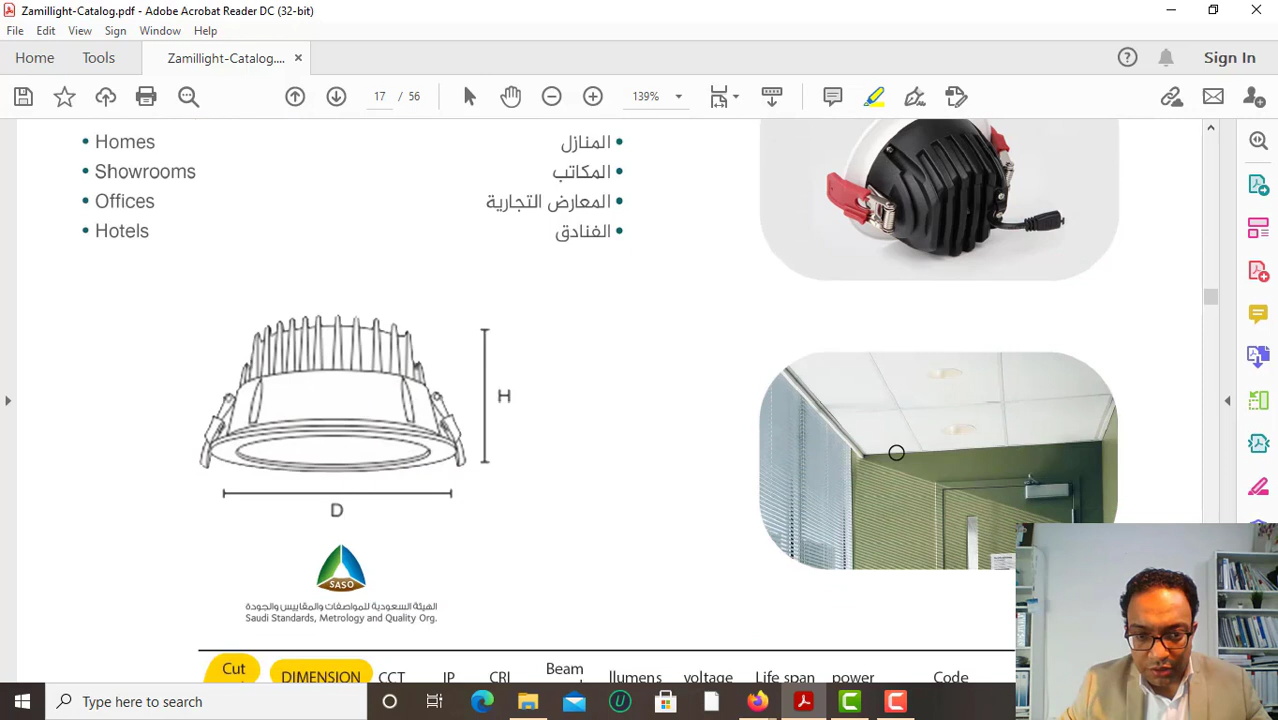 Zamillight-Catalog.pdf - Adobe Acrobat Reader DC (32-bit)
File Edit View Sign Window Help
Home Tools Zamillight-Catalog.... × Sign In
17 / 56 139%
• Homes
• Showrooms
• Offices
• Hotels
• المنازل
• المكاتب
• المعارض التجارية
• الفنادق
H
D
SASO
الهيئة السعودية للمواصفات والمقاييس والجودة
Saudi Standards, Metrology and Quality Org.
Cut DIMENSION CCT IP CRI Beam llumens voltage Life span power Code
Type here to search